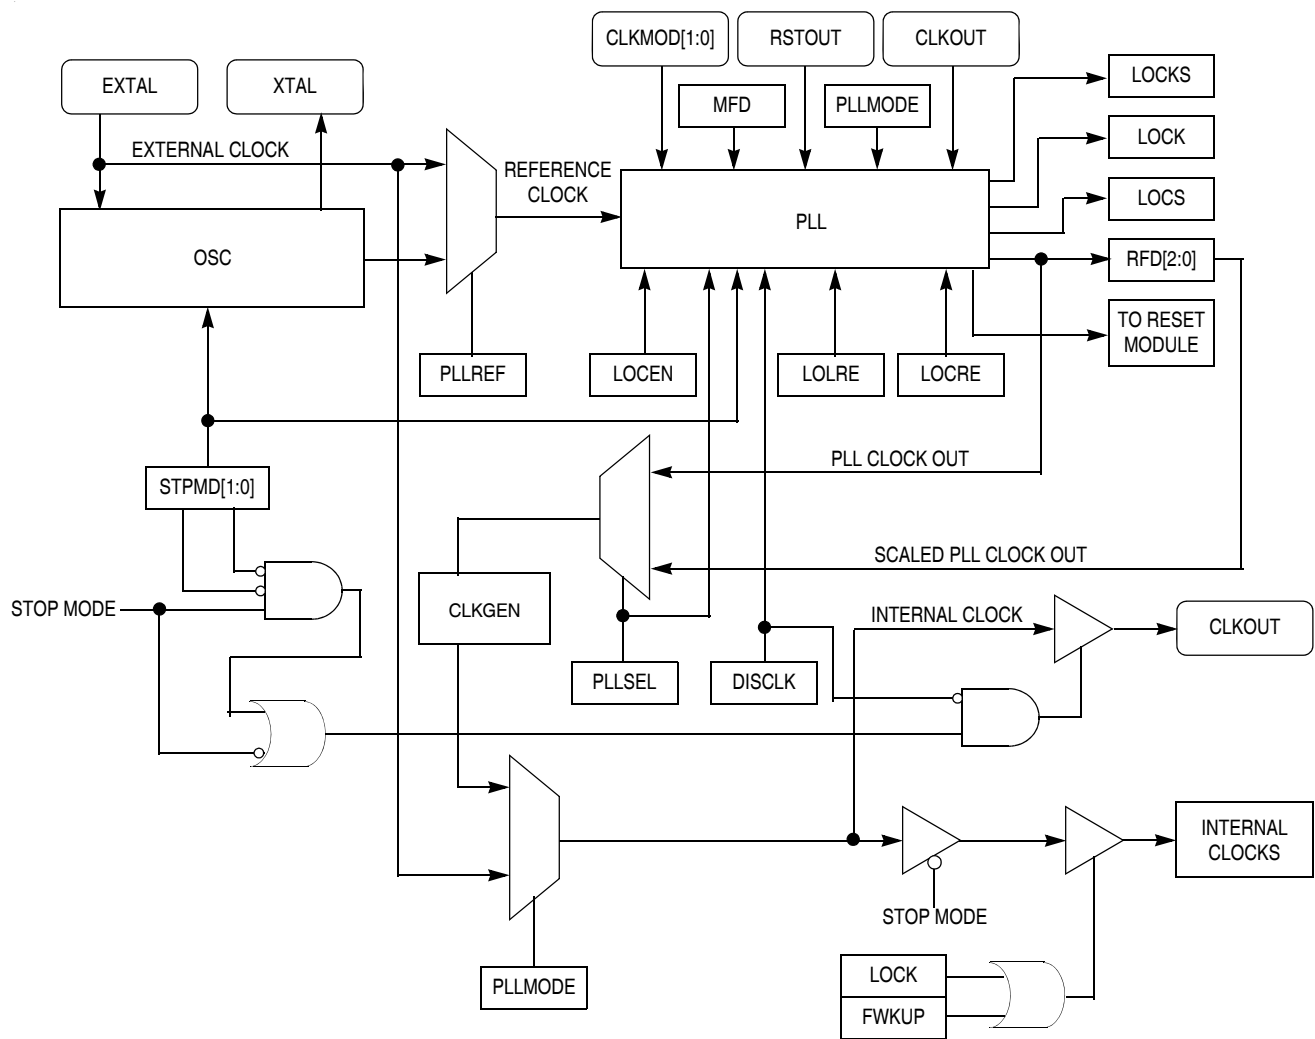 CLKMOD[1:0]
RSTOUT
CLKOUT
EXTAL
XTAL
MFD
PLLMODE
LOCKS
LOCK
EXTERNAL CLOCK
REFERENCE
CLOCK
LOCS
PLL
OSC
RFD[2:0]
TO RESET
MODULE
PLLREF
LOCEN
LOLRE
LOCRE
PLL CLOCK OUT
STPMD[1:0]
SCALED PLL CLOCK OUT
STOP MODE
CLKGEN
INTERNAL CLOCK
CLKOUT
PLLSEL
DISCLK
INTERNAL
CLOCKS
STOP MODE
LOCK
PLLMODE
FWKUP